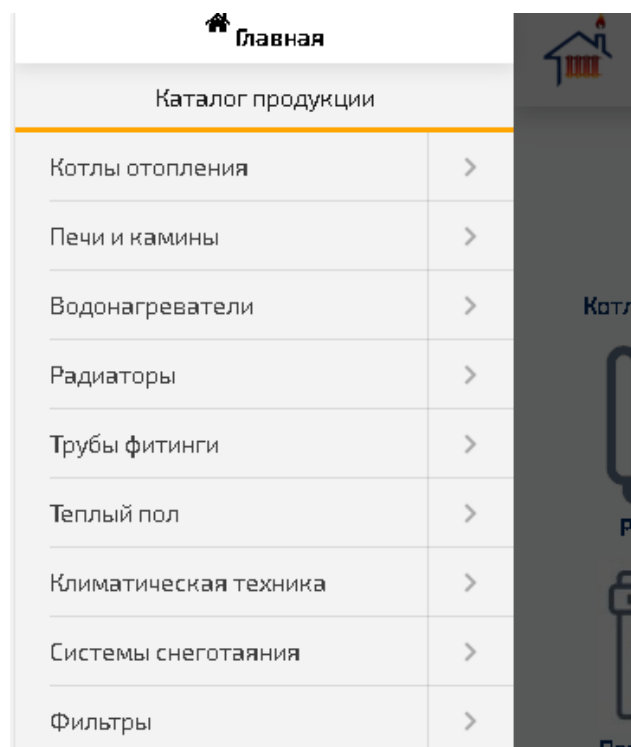 Главная
Каталог продукции
Котлы отопления
Печи и камины
Водонагреватели
Радиаторы
Трубы фитинги
Теплый пол
Климатическая техника
Системы снеготаяния
Фильтры